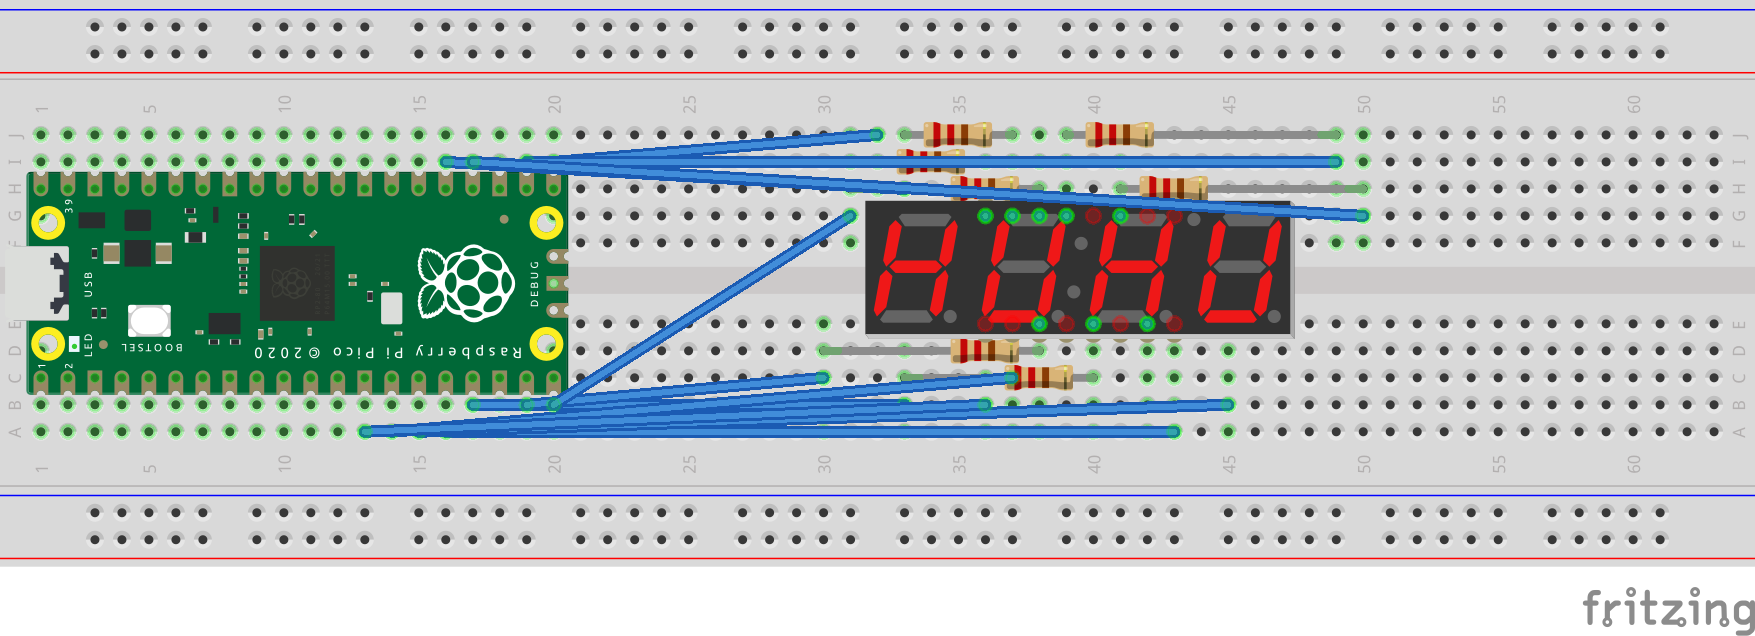 1 5 10 15 20 25 30 35 40 45 50 55 60
J J
I I
H H
G G
F
39
USB
DEBUG
E E
D D
C C
B B
A A
LED
BOOTSEL
Raspberry Pi Pico © 2020
1 2
1 5 10 15 20 25 30 35 40 45 50 55 60
fritzing